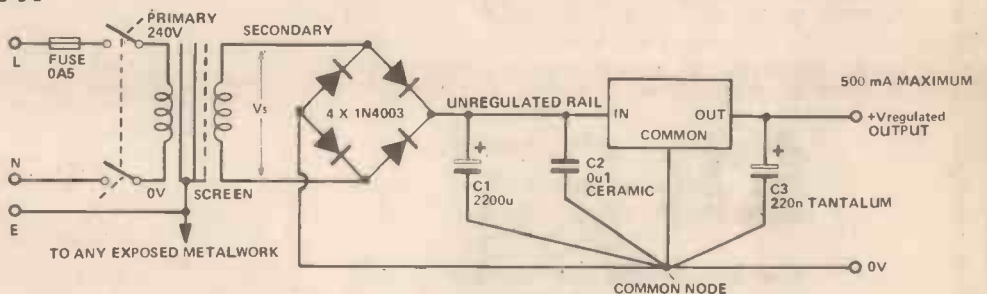 PRIMARY
240V
SECONDARY
L
FUSE
0A5
Vs
4 X 1N4003
UNREGULATED RAIL
IN
OUT
COMMON
500 mA MAXIMUM
+Vregulated
OUTPUT
+
C1
2200u
C2
0u1
CERAMIC
+
C3
220n TANTALUM
N
0V
SCREEN
E
TO ANY EXPOSED METALWORK
0V
COMMON NODE